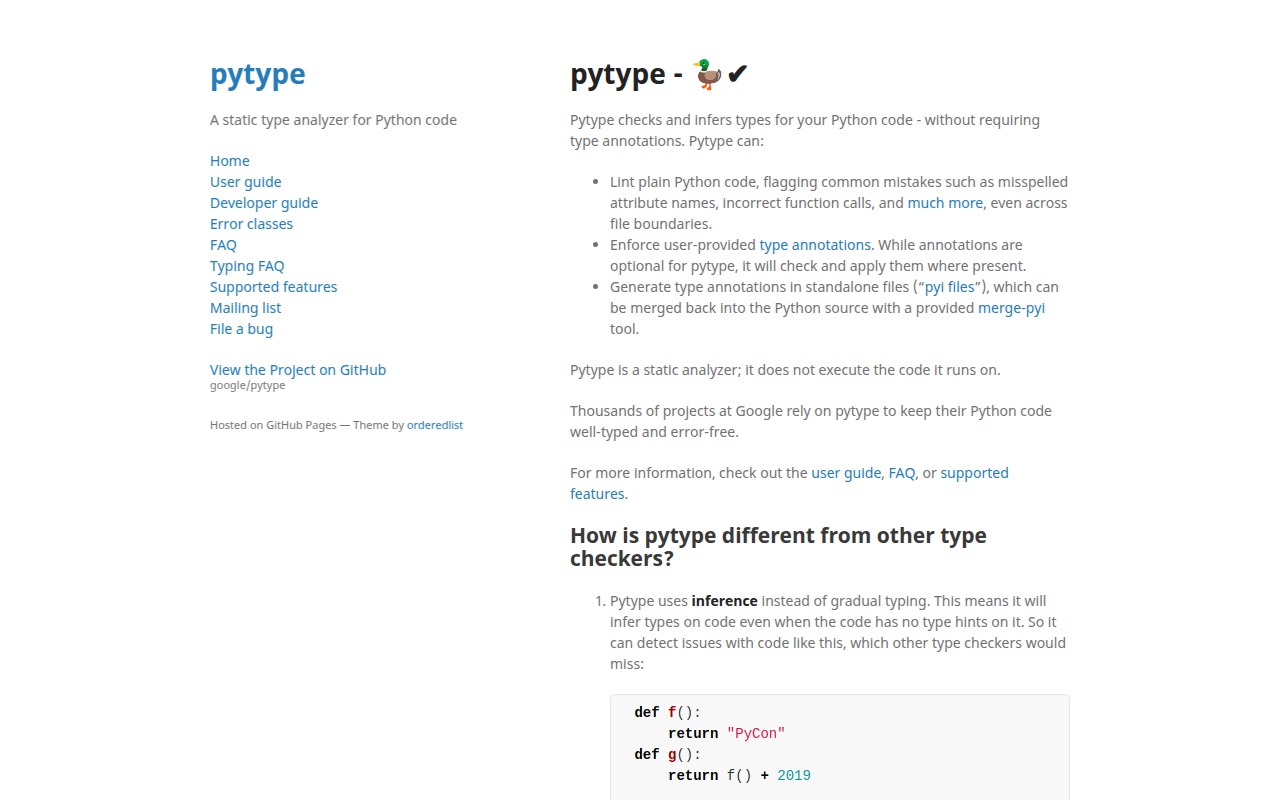 pytype
A static type analyzer for Python code
Home
User guide
Developer guide
Error classes
FAQ
Typing FAQ
Supported features
Mailing list
File a bug
View the Project on GitHub
google/pytype
Hosted on GitHub Pages — Theme by orderedlist
pytype - 🦆✔
Pytype checks and infers types for your Python code - without requiring
type annotations. Pytype can:
• Lint plain Python code, flagging common mistakes such as misspelled
attribute names, incorrect function calls, and much more, even across
file boundaries.
• Enforce user-provided type annotations. While annotations are
optional for pytype, it will check and apply them where present.
• Generate type annotations in standalone files (“pyi files”), which can
be merged back into the Python source with a provided merge-pyi
tool.
Pytype is a static analyzer; it does not execute the code it runs on.
Thousands of projects at Google rely on pytype to keep their Python code
well-typed and error-free.
For more information, check out the user guide, FAQ, or supported
features.
How is pytype different from other type
checkers?
1. Pytype uses inference instead of gradual typing. This means it will
infer types on code even when the code has no type hints on it. So it
can detect issues with code like this, which other type checkers would
miss:
def f():
    return "PyCon"
def g():
    return f() + 2019